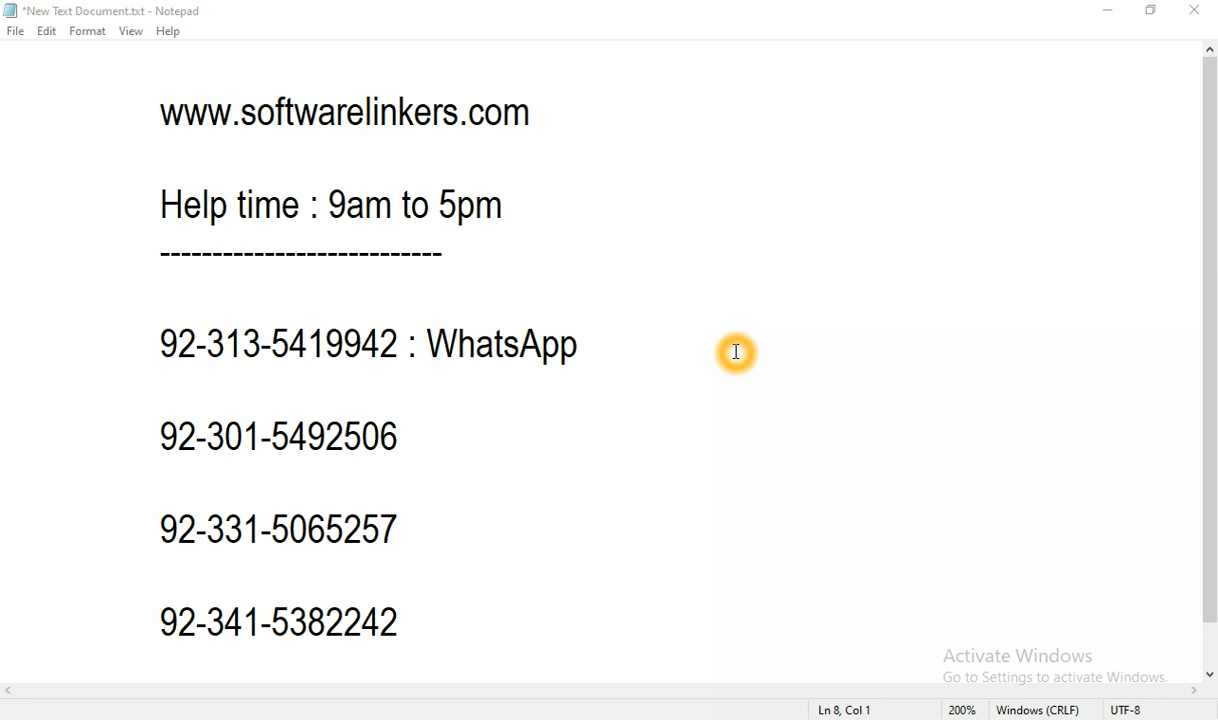 *New Text Document.txt - Notepad
File Edit Format View Help
www.softwarelinkers.com
Help time : 9am to 5pm
---------------------------
92-313-5419942 : WhatsApp
92-301-5492506
92-331-5065257
92-341-5382242
Activate Windows
Go to Settings to activate Windows.
Ln 8, Col 1 200% Windows (CRLF) UTF-8